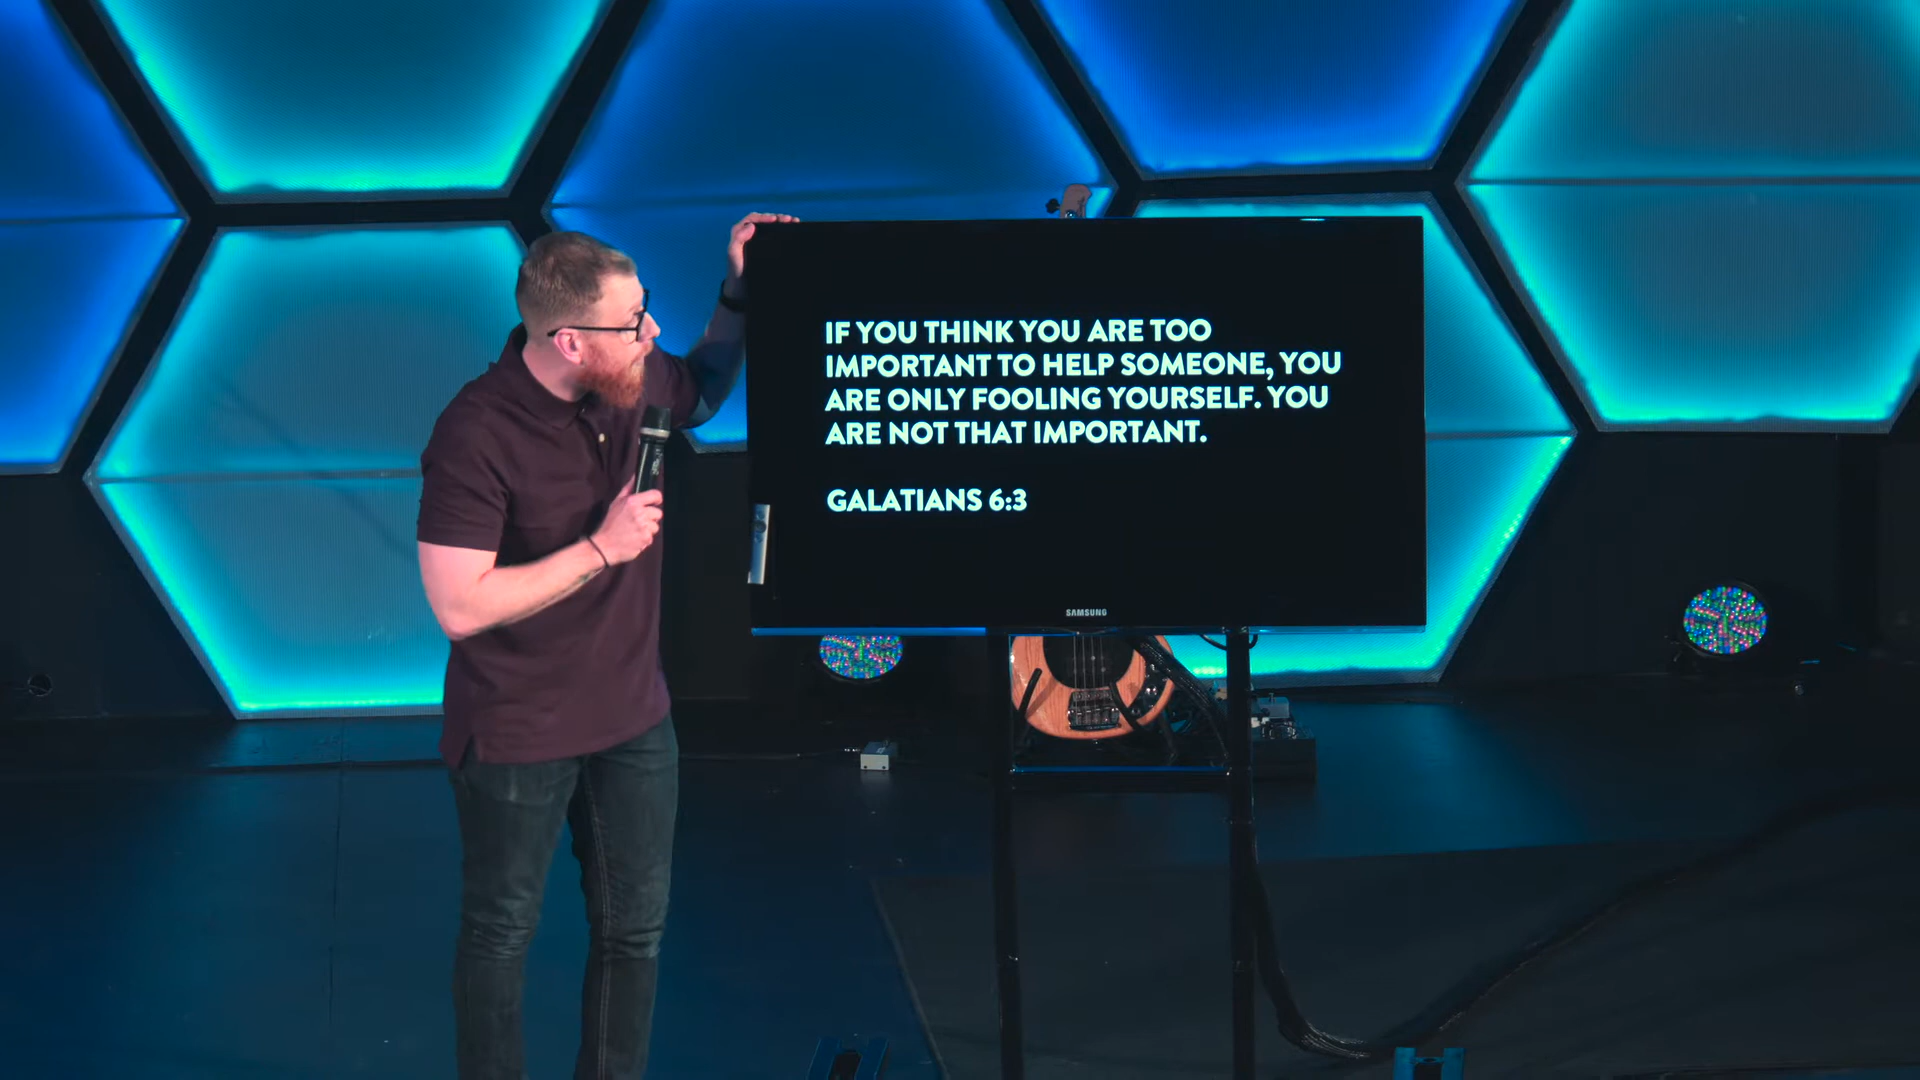 IF YOU THINK YOU ARE TOO
IMPORTANT TO HELP SOMEONE, YOU
ARE ONLY FOOLING YOURSELF. YOU
ARE NOT THAT IMPORTANT.
GALATIANS 6:3
SAMSUNG